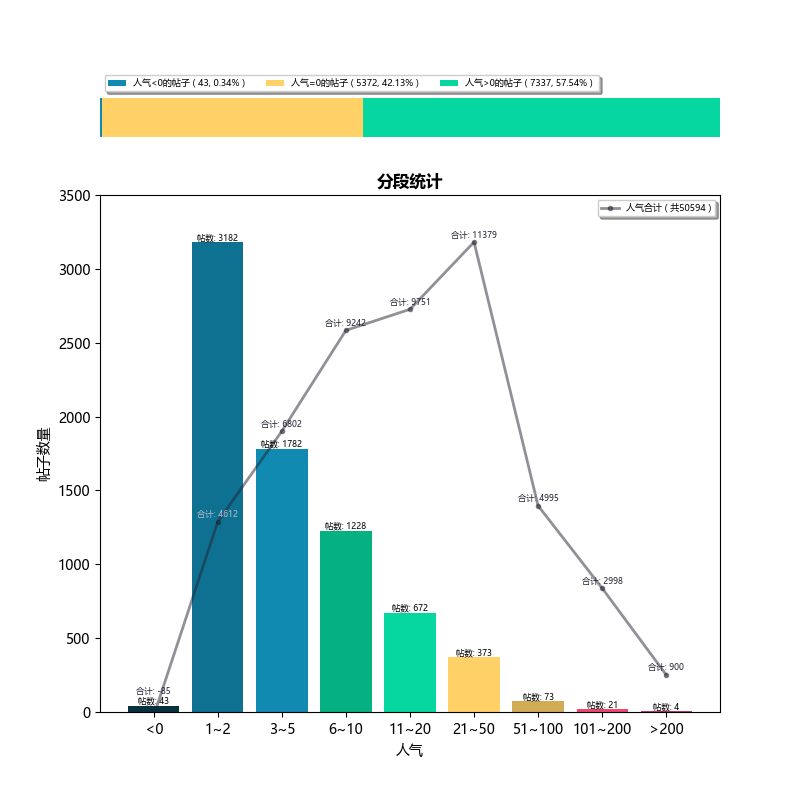 人气<0的帖子 ( 43, 0.34% )
人气=0的帖子 ( 5372, 42.13% )
人气>0的帖子 ( 7337, 57.54% )
分段统计
人气合计 ( 共50594 )
3500
3000
2500
2000
1500
1000
500
0
帖子数量
帖数: 3182
合计: 11379
合计: 9751
合计: 9242
合计: 6802
帖数: 1782
合计: 4612
帖数: 1228
合计: 4995
帖数: 672
合计: 2998
帖数: 373
合计: 900
合计: -85
帖数: 43
帖数: 73
帖数: 21
帖数: 4
<0
1~2
3~5
6~10
11~20
21~50
51~100
101~200
>200
人气